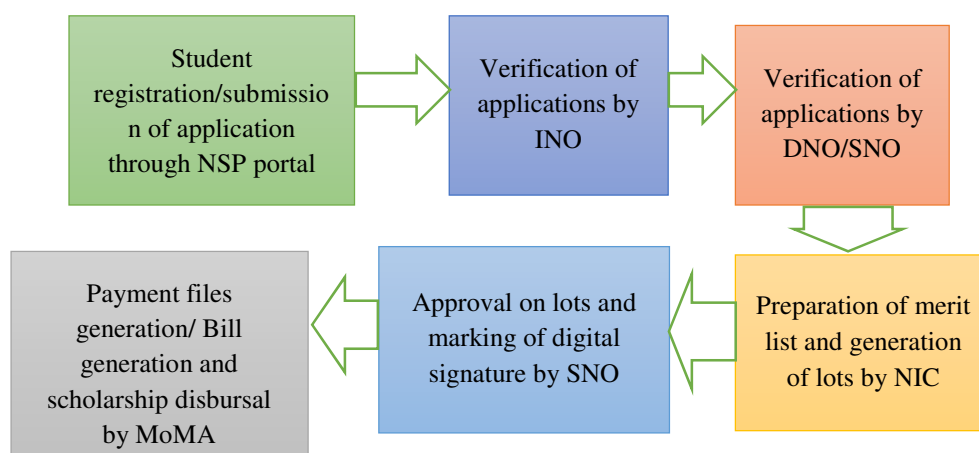 Student
registration/submissio
n of application
through NSP portal
Verification of
applications by
INO
Verification of
applications by
DNO/SNO
Preparation of merit
list and generation
of lots by NIC
Approval on lots and
marking of digital
signature by SNO
Payment files
generation/ Bill
generation and
scholarship disbursal
by MoMA